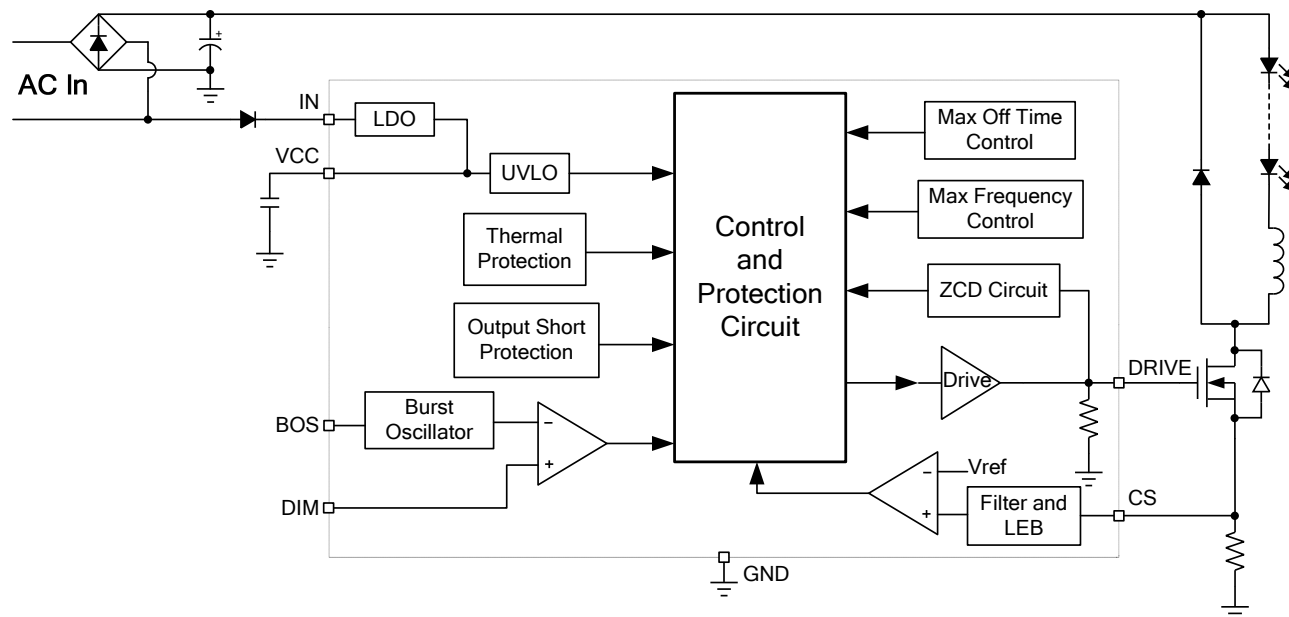 AC In
IN
LDO
VCC
UVLO
Thermal
Protection
Output Short
Protection
BOS
Burst
Oscillator
−
+
DIM
Control
and
Protection
Circuit
Max Off Time
Control
Max Frequency
Control
ZCD Circuit
Drive
DRIVE
−
Vref
+
Filter and
LEB
CS
GND
+